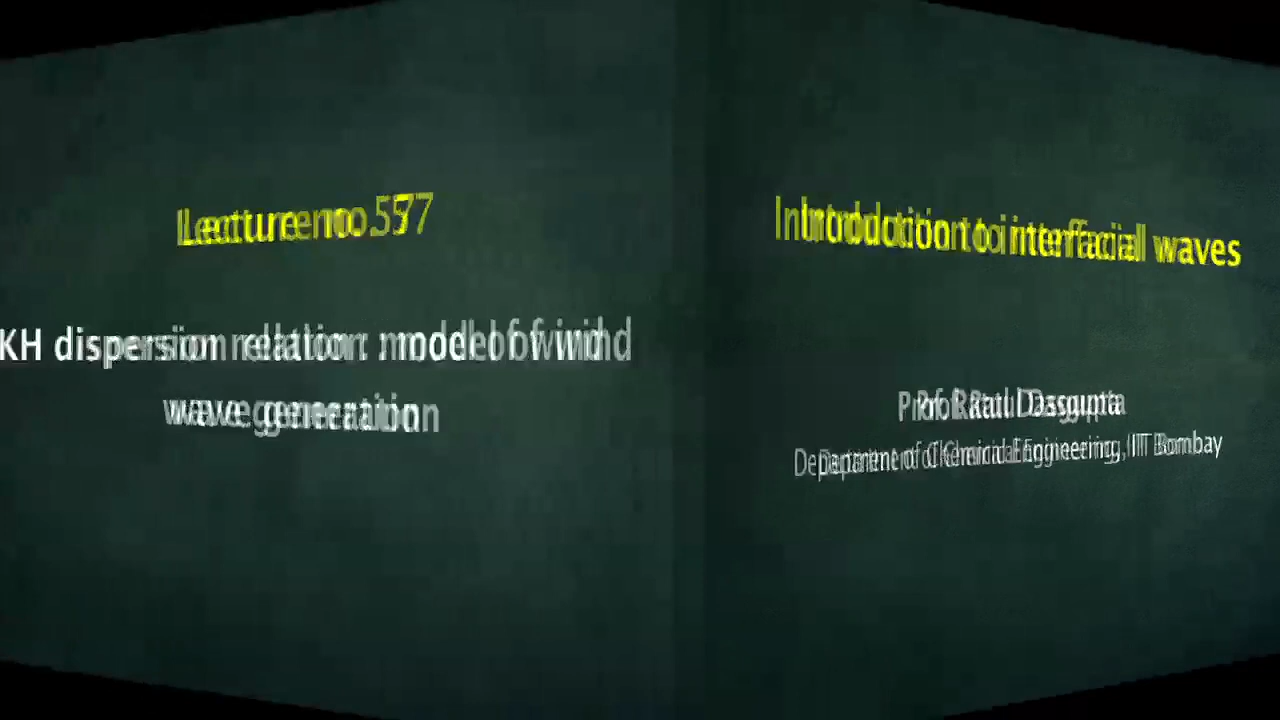 Lecture no. 57
KH dispersion relation : model of wind
wave generation
Introduction to interfacial waves
Prof. Ratul Dasgupta
Department of Chemical Engineering, IIT Bombay